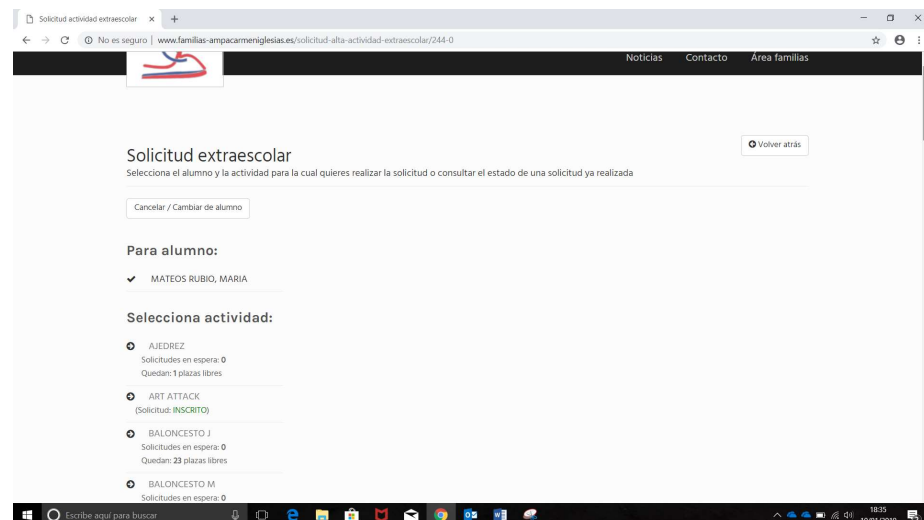 Solicitud actividad extraescolar
No es seguro | www.familias-ampacarmeniglesias.es/solicitud-alta-actividad-extraescolar/244-0
Noticias Contacto Área familias
Volver atrás
Solicitud extraescolar
Selecciona el alumno y la actividad para la cual quieres realizar la solicitud o consultar el estado de una solicitud ya realizada
Cancelar / Cambiar de alumno
Para alumno:
MATEOS RUBIO, MARIA
Selecciona actividad:
AJEDREZ
Solicitudes en espera: 0
Quedan: 1 plazas libres
ART ATTACK
(Solicitud: INSCRITO)
BALONCESTO J
Solicitudes en espera: 0
Quedan: 23 plazas libres
BALONCESTO M
Solicitudes en espera: 0
Escribe aquí para buscar
18:35